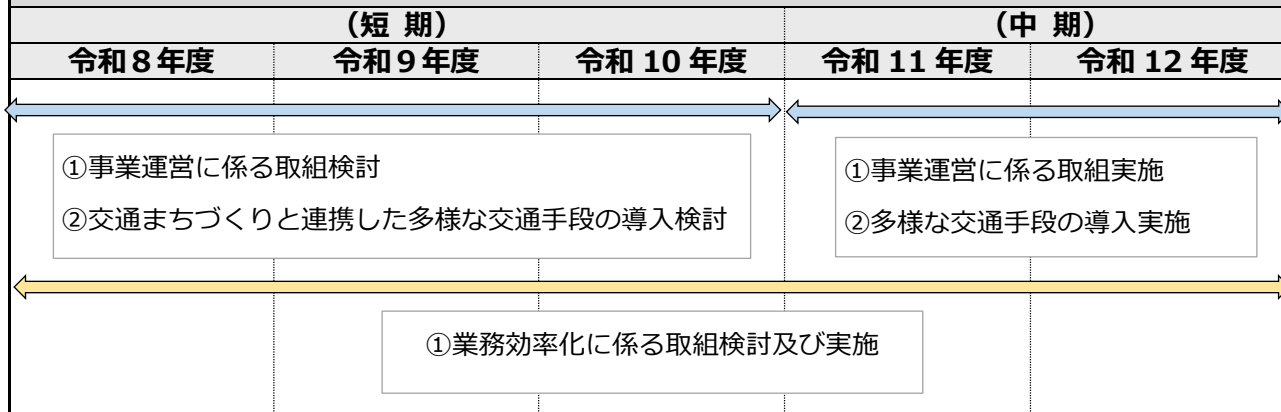 (短 期)
(中 期)
令和８年度
令和９年度
令和 10 年度
令和 11 年度
令和 12 年度
①事業運営に係る取組検討
②交通まちづくりと連携した多様な交通手段の導入検討
①事業運営に係る取組実施
②多様な交通手段の導入実施
①業務効率化に係る取組検討及び実施